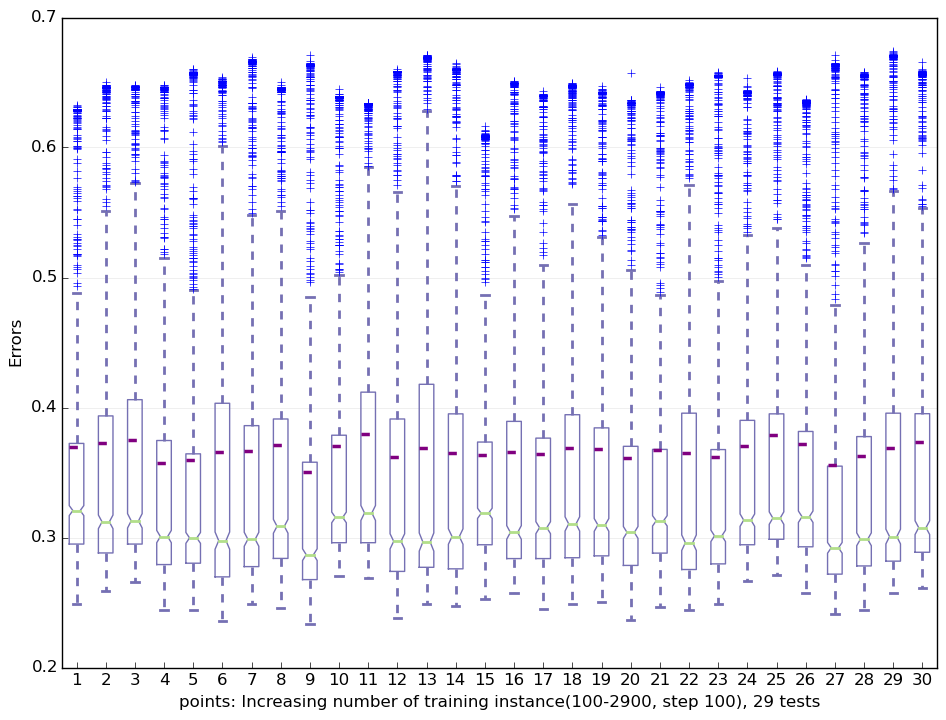 0.7
0.6
0.5
0.4
0.3
0.2
Errors
1 2 3 4 5 6 7 8 9 10 11 12 13 14 15 16 17 18 19 20 21 22 23 24 25 26 27 28 29 30
points: Increasing number of training instance(100-2900, step 100), 29 tests